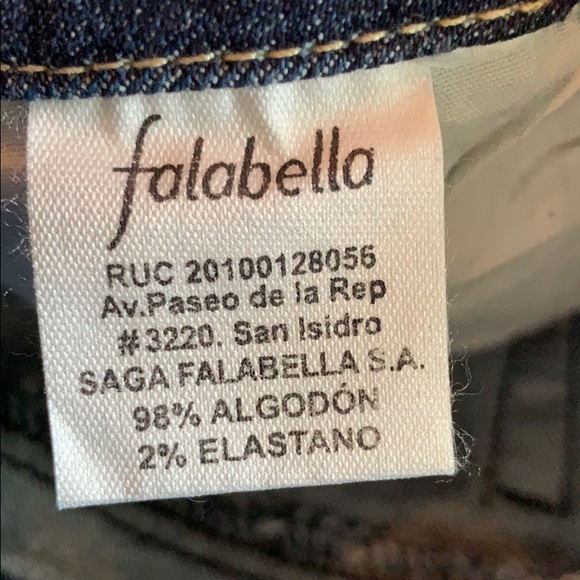 falabella
RUC 20100128056
Av.Paseo de la Rep
#3220. San Isidro
SAGA FALABELLA S.A.
98% ALGODÓN
2% ELASTANO